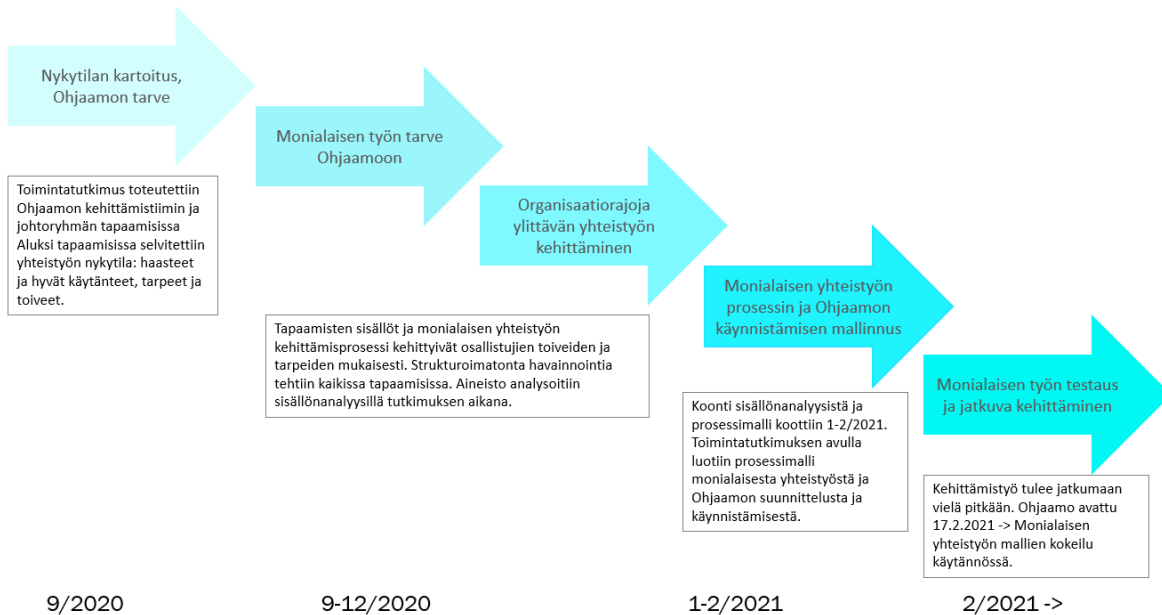 Nykytilan kartoitus,
Ohjaamon tarve
Toimintatutkimus toteutettiin
Ohjaamon kehittämistiimin ja
johtoryhmän tapaamisissa
Aluksi tapaamisissa selvitettiin
yhteistyön nykytila: haasteet
ja hyvät käytänteet, tarpeet ja
toiveet.
Monialaisen työn tarve
Ohjaamoon
Organisaatiorajoja
ylittävän yhteistyön
kehittäminen
Tapaamisten sisällöt ja monialaisen yhteistyön
kehittämisprosessi kehittyivät osallistujien toiveiden ja
tarpeiden mukaisesti. Strukturoimatonta havainnointia
tehtiin kaikissa tapaamisissa. Aineisto analysoitiin
sisällönanalyysillä tutkimuksen aikana.
Monialaisen yhteistyön
prosessin ja Ohjaamon
käynnistämisen mallinnus
Koonti sisällönanalyysistä ja
prosessimalli koottiin 1-2/2021.
Toimintatutkimuksen avulla
luotiin prosessimalli
monialaisesta yhteistyöstä ja
Ohjaamon suunnittelusta ja
käynnistämisestä.
Monialaisen työn testaus
ja jatkuva kehittäminen
Kehittämistyö tulee jatkumaan
vielä pitkään. Ohjaamo avattu
17.2.2021 -> Monialaisen
yhteistyön mallien kokeilu
käytännössä.
9/2020
9-12/2020
1-2/2021
2/2021 ->